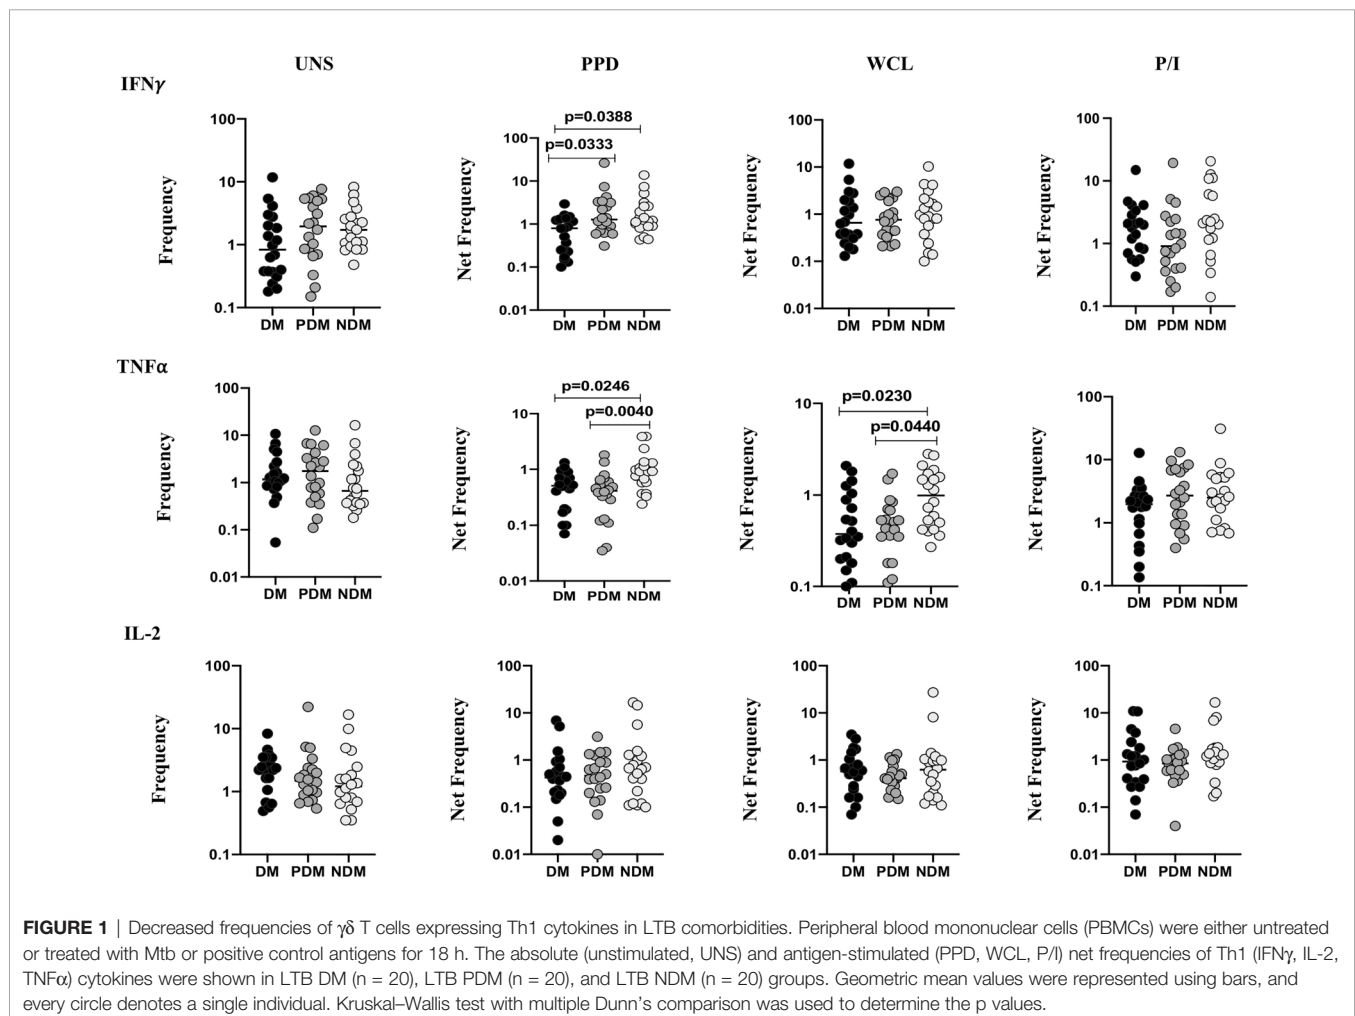 UNS PPD WCL P/I
IFNγ
100 10 1 0.1
Frequency
DM PDM NDM
p=0.0388
p=0.0333
100 10 1 0.1 0.01
Net Frequency
DM PDM NDM
100 10 1 0.1 0.01
Net Frequency
DM PDM NDM
100 10 1 0.1
Net Frequency
DM PDM NDM
TNFα
100 10 1 0.1 0.01
Frequency
DM PDM NDM
p=0.0246
p=0.0040
10 1 0.1 0.01
Net Frequency
DM PDM NDM
p=0.0230
p=0.0440
10 1 0.1
Net Frequency
DM PDM NDM
100 10 1 0.1
Net Frequency
DM PDM NDM
IL-2
100 10 1 0.1
Frequency
DM PDM NDM
100 10 1 0.1 0.01
Net Frequency
DM PDM NDM
100 10 1 0.1 0.01
Net Frequency
DM PDM NDM
100 10 1 0.1 0.01
Net Frequency
DM PDM NDM
FIGURE 1 | Decreased frequencies of γδ T cells expressing Th1 cytokines in LTB comorbidities. Peripheral blood mononuclear cells (PBMCs) were either untreated
or treated with Mtb or positive control antigens for 18 h. The absolute (unstimulated, UNS) and antigen-stimulated (PPD, WCL, P/I) net frequencies of Th1 (IFNγ, IL-2,
TNFα) cytokines were shown in LTB DM (n = 20), LTB PDM (n = 20), and LTB NDM (n = 20) groups. Geometric mean values were represented using bars, and
every circle denotes a single individual. Kruskal–Wallis test with multiple Dunn’s comparison was used to determine the p values.